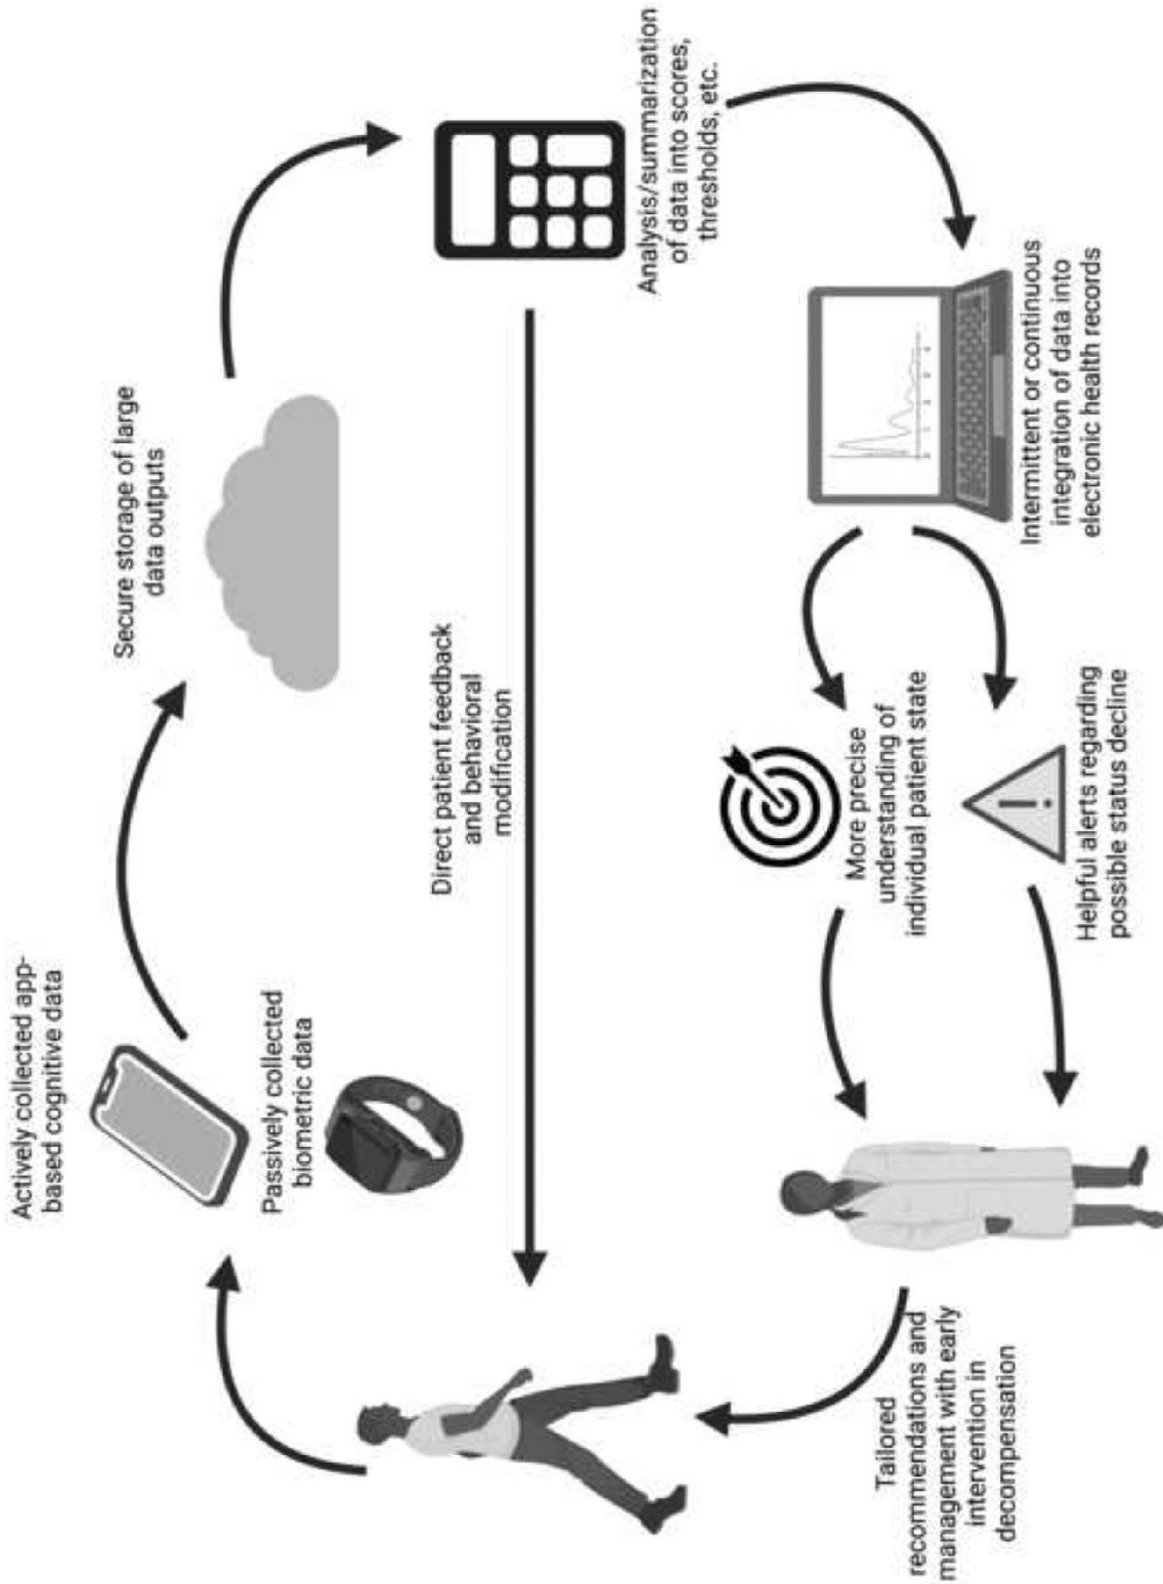 Actively collected app-
based cognitive data
Passively collected
biometric data
Secure storage of large
data outputs
Analysis/summarization
of data into scores,
thresholds, etc.
Direct patient feedback
and behavioral
modification
Intermittent or continuous
integration of data into
electronic health records
More precise
understanding of
individual patient state
Helpful alerts regarding
possible status decline
Tailored
recommendations and
management with early
intervention in
decompensation